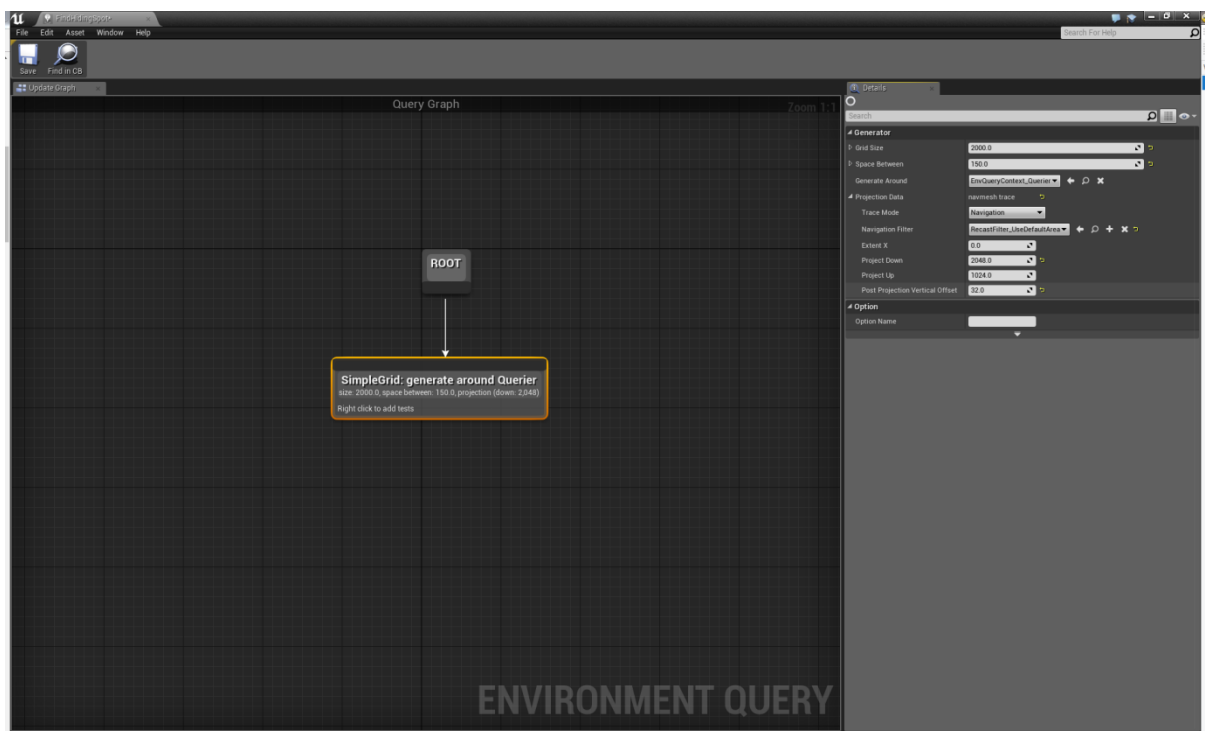 FindHidingSpot*
File Edit Asset Window Help
Search For Help
Save Find in CB
Update Graph
Query Graph
Zoom 1:1
ROOT
SimpleGrid: generate around Querier
size: 2000.0, space between: 150.0, projection (down: 2,048)
Right click to add tests
ENVIRONMENT QUERY
Details
Search
Generator
Grid Size 2000.0
Space Between 150.0
Generate Around EnvQueryContext_Querier
Projection Data navmesh trace
Trace Mode Navigation
Navigation Filter RecastFilter_UseDefaultArea
Extent X 0.0
Project Down 2048.0
Project Up 1024.0
Post Projection Vertical Offset 32.0
Option
Option Name